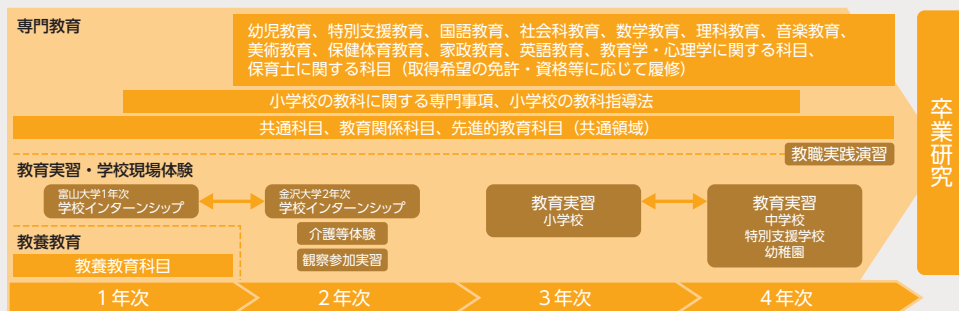 専門教育
幼児教育、特別支援教育、国語教育、社会科教育、数学教育、理科教育、音楽教育、
美術教育、保健体育教育、家政教育、英語教育、教育学・心理学に関する科目、
保育士に関する科目（取得希望の免許・資格等に応じて履修）
小学校の教科に関する専門事項、小学校の教科指導法
共通科目、教育関係科目、先進的教育科目（共通領域）
教職実践演習
教育実習・学校現場体験
富山大学1年次
学校インターンシップ
金沢大学2年次
学校インターンシップ
介護等体験
観察参加実習
教育実習
小学校
教育実習
中学校
特別支援学校
幼稚園
教養教育
教養教育科目
1年次
2年次
3年次
4年次
卒業研究